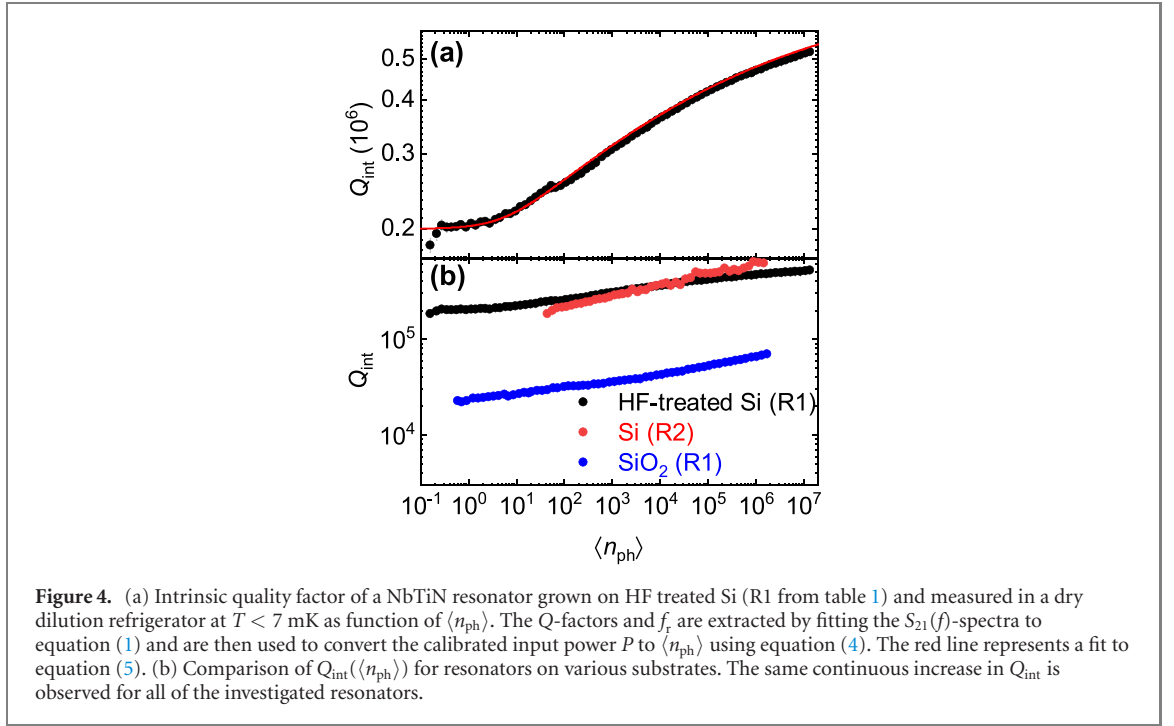 (a)
0.5
0.4
0.3
0.2
Q_int (10^6)
(b)
10^5
10^4
Q_int
HF-treated Si (R1)
Si (R2)
SiO_2 (R1)
10^-1 10^0 10^1 10^2 10^3 10^4 10^5 10^6 10^7
⟨n_ph⟩
Figure 4. (a) Intrinsic quality factor of a NbTiN resonator grown on HF treated Si (R1 from table 1) and measured in a dry
dilution refrigerator at T < 7 mK as function of ⟨n_ph⟩. The Q-factors and f_r are extracted by fitting the S_21(f)-spectra to
equation (1) and are then used to convert the calibrated input power P to ⟨n_ph⟩ using equation (4). The red line represents a fit to
equation (5). (b) Comparison of Q_int(⟨n_ph⟩) for resonators on various substrates. The same continuous increase in Q_int is
observed for all of the investigated resonators.